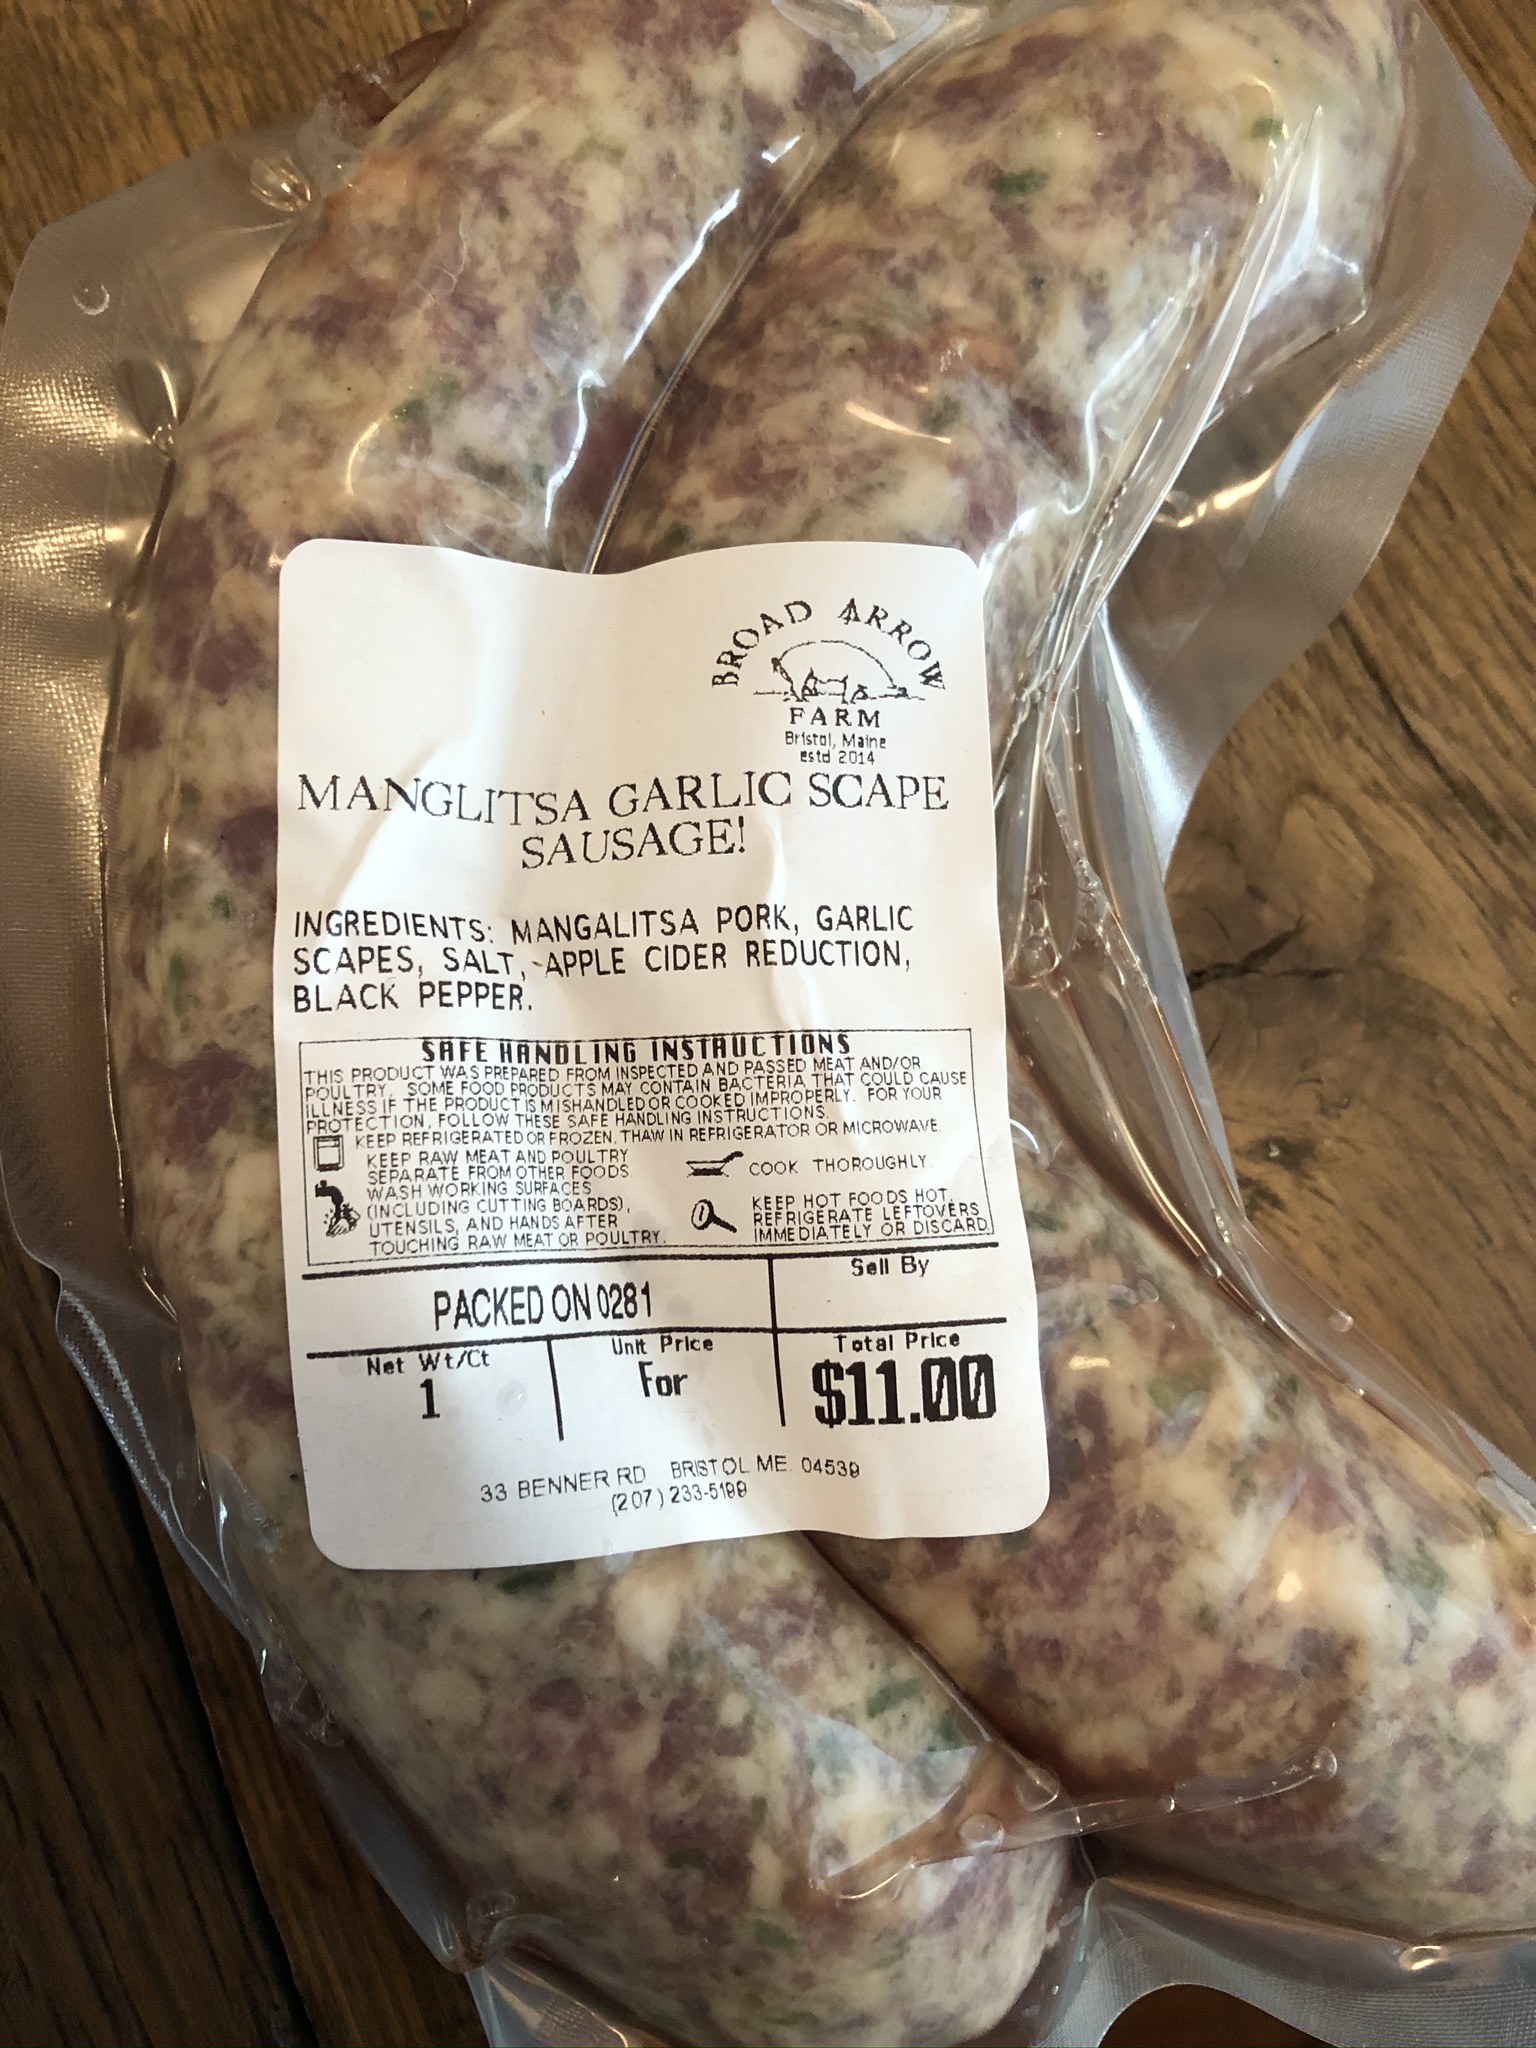 BROAD ARROW
FARM
Bristol, Maine
estd 2014
MANGLITSA GARLIC SCAPE
SAUSAGE!
INGREDIENTS: MANGALITSA PORK, GARLIC
SCAPES, SALT, APPLE CIDER REDUCTION,
BLACK PEPPER.
SAFE HANDLING INSTRUCTIONS
THIS PRODUCT WAS PREPARED FROM INSPECTED AND PASSED MEAT AND/OR
POULTRY. SOME FOOD PRODUCTS MAY CONTAIN BACTERIA THAT COULD CAUSE
ILLNESS IF THE PRODUCT IS MISHANDLED OR COOKED IMPROPERLY. FOR YOUR
PROTECTION, FOLLOW THESE SAFE HANDLING INSTRUCTIONS.
KEEP REFRIGERATED OR FROZEN. THAW IN REFRIGERATOR OR MICROWAVE.
KEEP RAW MEAT AND POULTRY
SEPARATE FROM OTHER FOODS.
WASH WORKING SURFACES
(INCLUDING CUTTING BOARDS),
UTENSILS, AND HANDS AFTER
TOUCHING RAW MEAT OR POULTRY.
COOK THOROUGHLY.
KEEP HOT FOODS HOT.
REFRIGERATE LEFTOVERS
IMMEDIATELY OR DISCARD.
PACKED ON 0281
Sell By
Net Wt/Ct
1
Unit Price
For
Total Price
$11.00
33 BENNER RD BRISTOL ME. 04539
(207) 233-5199